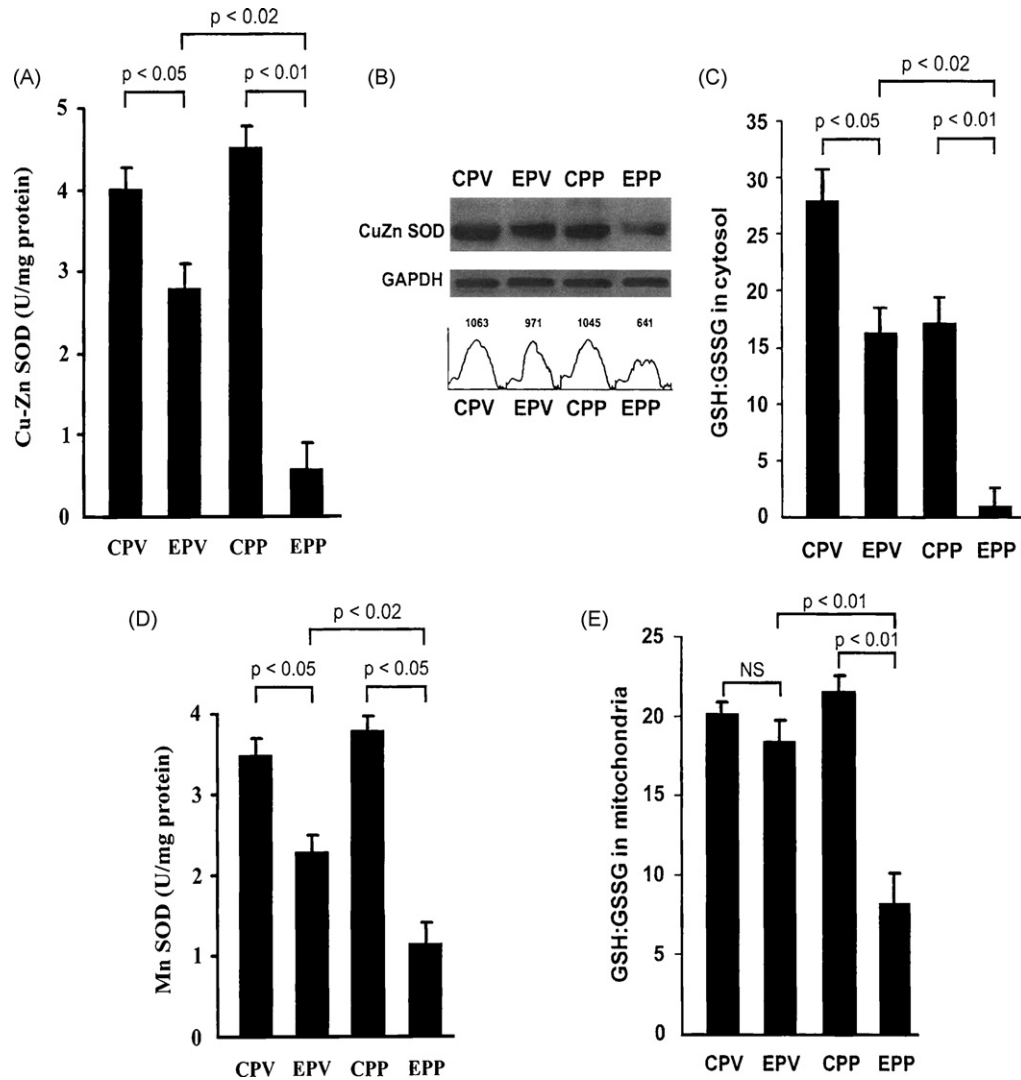 (A)
p < 0.02
p < 0.05
p < 0.01
Cu-Zn SOD (U/mg protein)
5
4
3
2
1
0
CPV EPV CPP EPP
(B)
CPV EPV CPP EPP
CuZn SOD
GAPDH
1063 971 1045 641
CPV EPV CPP EPP
(C)
p < 0.02
p < 0.05
p < 0.01
GSH:GSSG in cytosol
35
30
25
20
15
10
5
0
CPV EPV CPP EPP
(D)
p < 0.02
p < 0.05
p < 0.05
Mn SOD (U/mg protein)
4
3
2
1
0
CPV EPV CPP EPP
(E)
p < 0.01
NS
p < 0.01
GSH:GSSG in mitochondria
25
20
15
10
5
0
CPV EPV CPP EPP